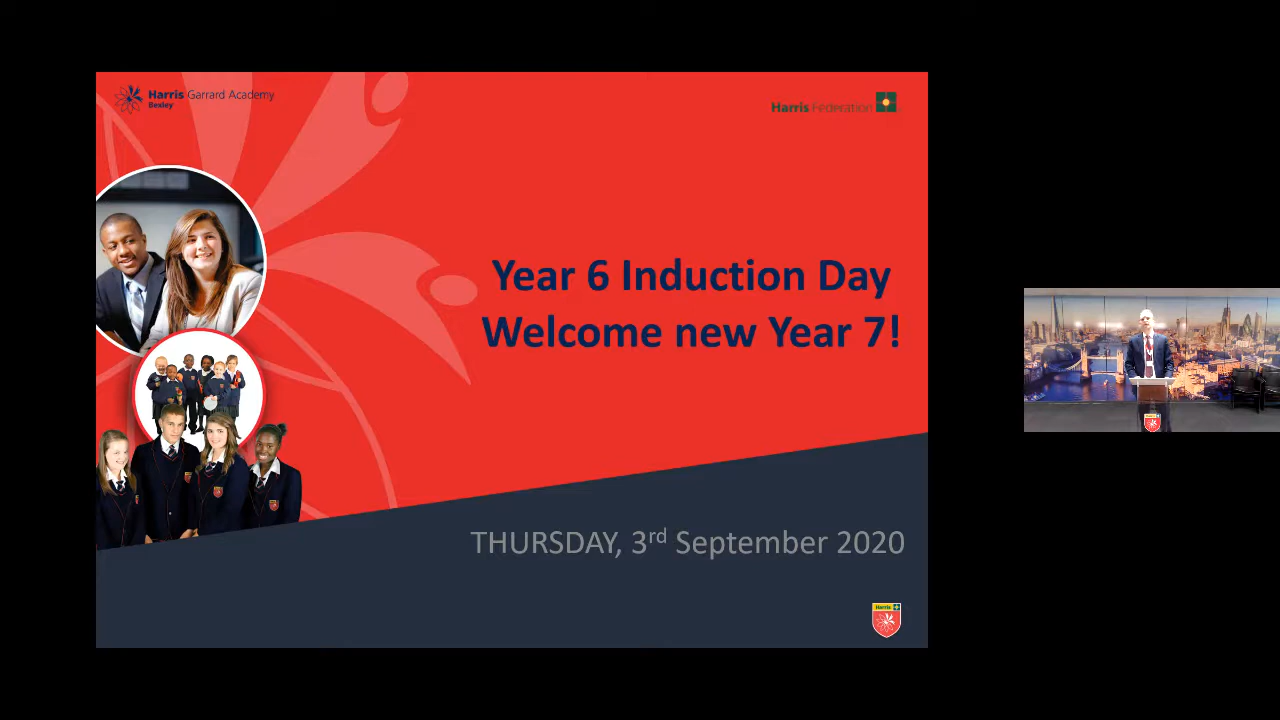 Harris Garrard Academy
Bexley
Harris Federation
Year 6 Induction Day
Welcome new Year 7!
THURSDAY, 3rd September 2020
Harris